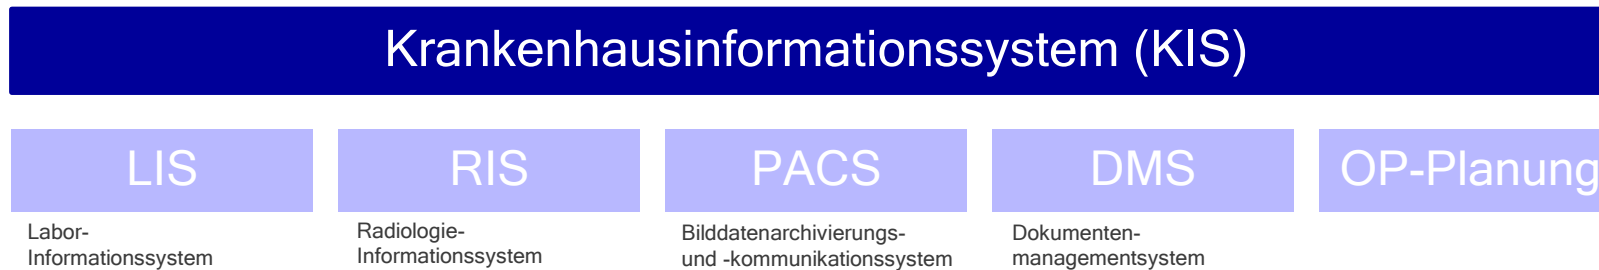 Krankenhausinformationssystem (KIS)
LIS
RIS
PACS
DMS
OP-Planung
Labor-
Informationssystem
Radiologie-
Informationssystem
Bilddatenarchivierungs-
und -kommunikationssystem
Dokumenten-
managementsystem